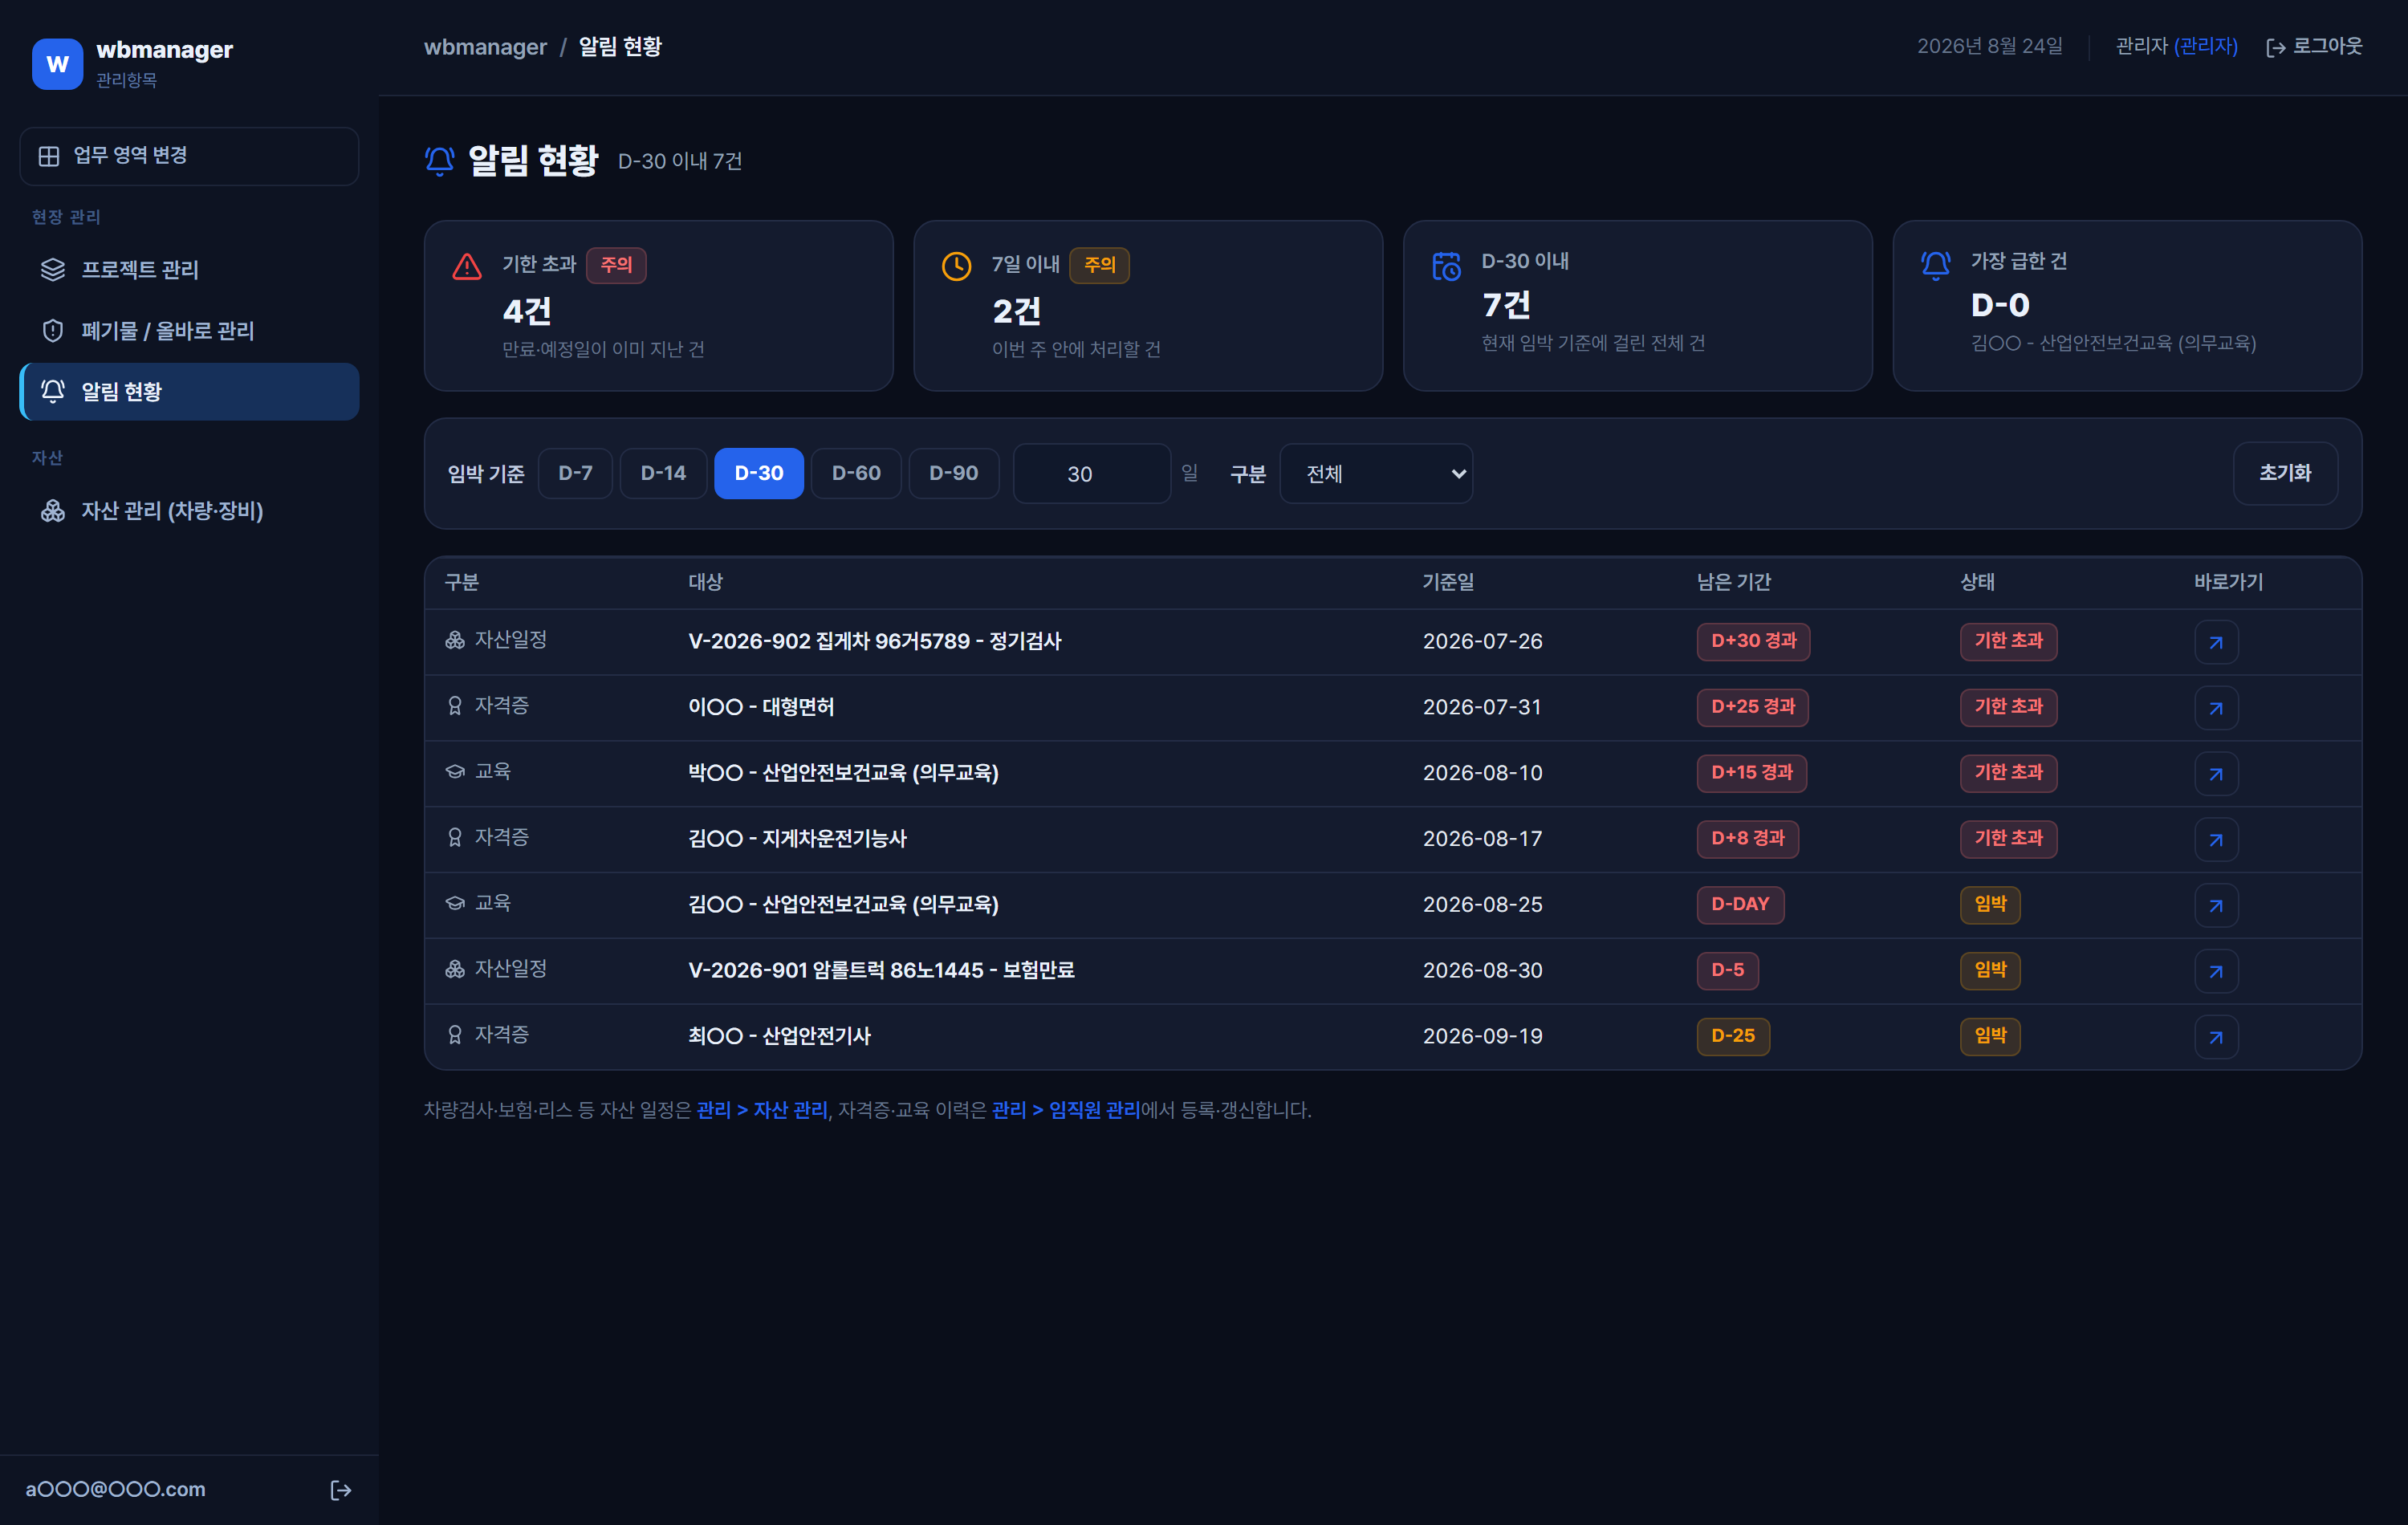 W wbmanager
관리항목
업무 영역 변경
현장 관리
프로젝트 관리
폐기물 / 올바로 관리
알림 현황
자산
자산 관리 (차량·장비)
a〇〇〇@〇〇〇.com
wbmanager / 알림 현황
2026년 8월 24일 관리자 (관리자) 로그아웃
알림 현황 D-30 이내 7건
기한 초과 주의
4건
만료·예정일이 이미 지난 건
7일 이내 주의
2건
이번 주 안에 처리할 건
D-30 이내
7건
현재 임박 기준에 걸린 전체 건
가장 급한 건
D-0
김〇〇 - 산업안전보건교육 (의무교육)
임박 기준 D-7 D-14 D-30 D-60 D-90 30 일 구분 전체 초기화
구분 대상 기준일 남은 기간 상태 바로가기
자산일정 V-2026-902 집게차 96거5789 - 정기검사 2026-07-26 D+30 경과 기한 초과
자격증 이〇〇 - 대형면허 2026-07-31 D+25 경과 기한 초과
교육 박〇〇 - 산업안전보건교육 (의무교육) 2026-08-10 D+15 경과 기한 초과
자격증 김〇〇 - 지게차운전기능사 2026-08-17 D+8 경과 기한 초과
교육 김〇〇 - 산업안전보건교육 (의무교육) 2026-08-25 D-DAY 임박
자산일정 V-2026-901 암롤트럭 86노1445 - 보험만료 2026-08-30 D-5 임박
자격증 최〇〇 - 산업안전기사 2026-09-19 D-25 임박
차량검사·보험·리스 등 자산 일정은 관리 > 자산 관리, 자격증·교육 이력은 관리 > 임직원 관리에서 등록·갱신합니다.